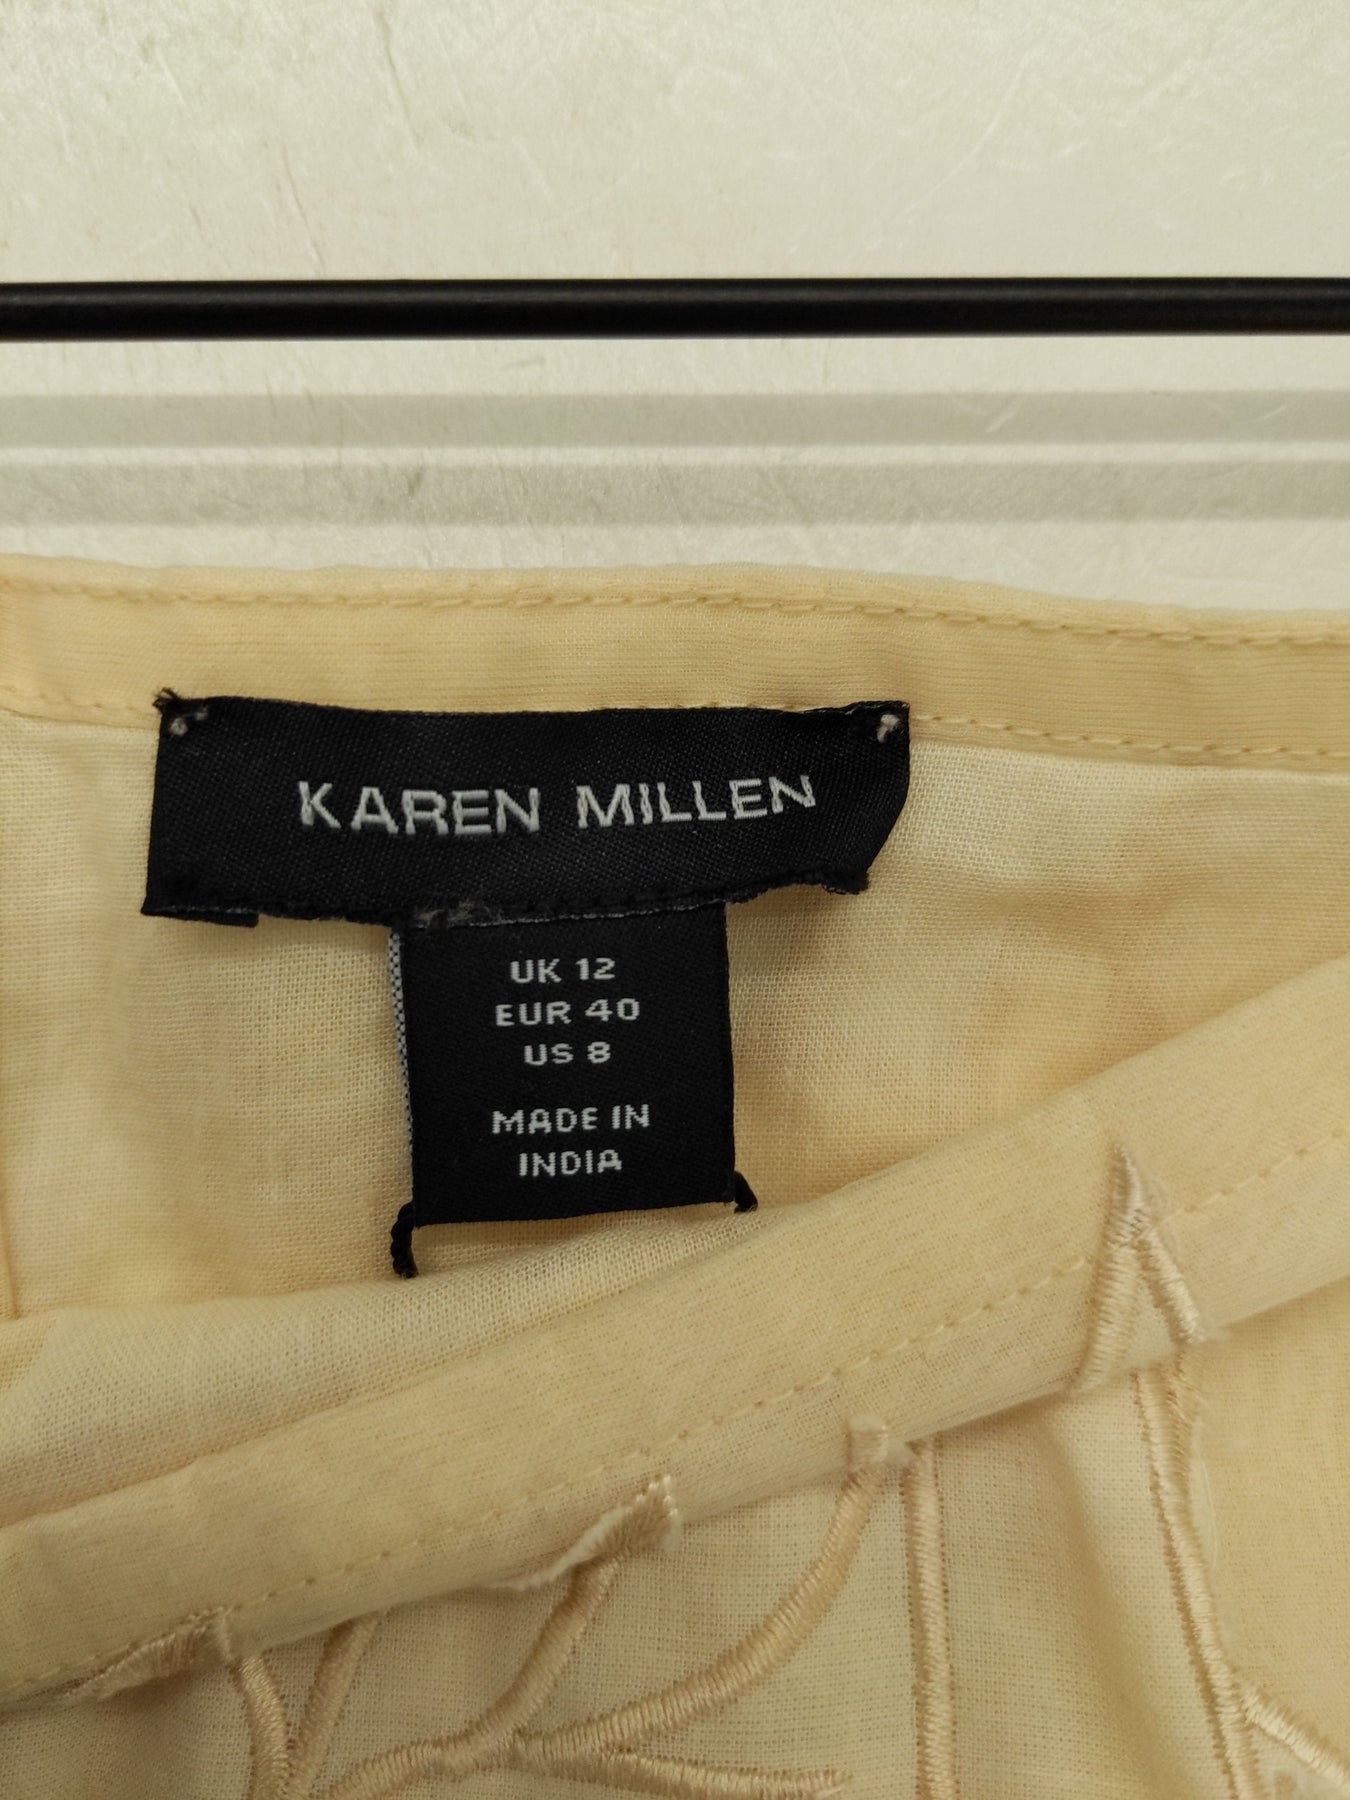 KAREN MILLEN
UK 12
EUR 40
US 8
MADE IN
INDIA